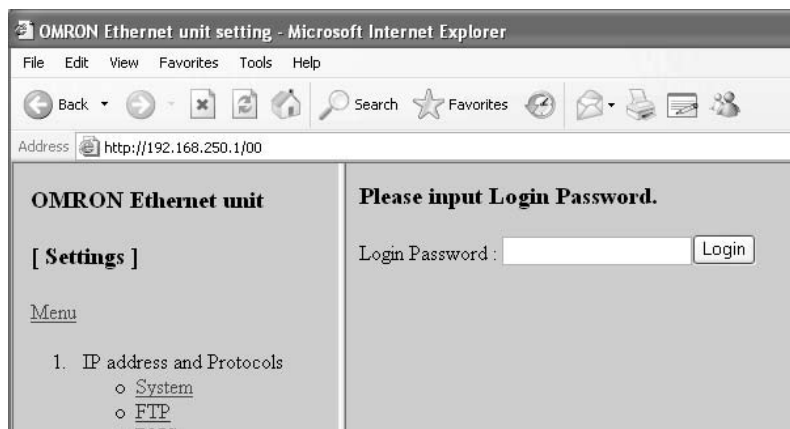 OMRON Ethernet unit setting - Microsoft Internet Explorer
File Edit View Favorites Tools Help
Back Search Favorites
Address http://192.168.250.1/00
OMRON Ethernet unit
[ Settings ]
Menu
1. IP address and Protocols
o System
o FTP
Please input Login Password.
Login Password : Login